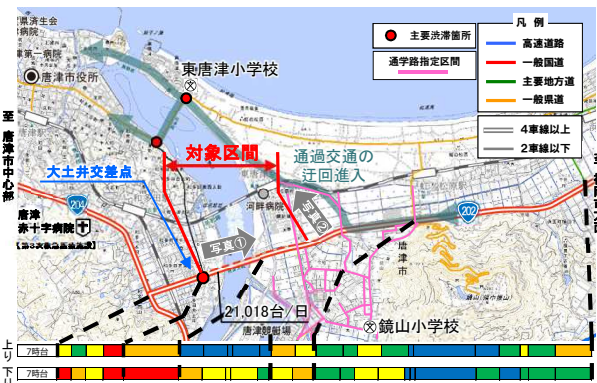 凡 例
高速道路
一般国道
主要地方道
一般県道
4車線以上
2車線以下
主要渋滞箇所
通学路指定区間
県済生会
唐津市役所
東唐津小学校
至 唐津市中心部
対象区間
通過交通の
迂回進入
大土井交差点
河畔病院
204
202
唐津
赤十字病院
写真①
写真②
唐津市
21,018台/日
唐津競艇場
鏡山小学校
上り
7時台
下り
7時台